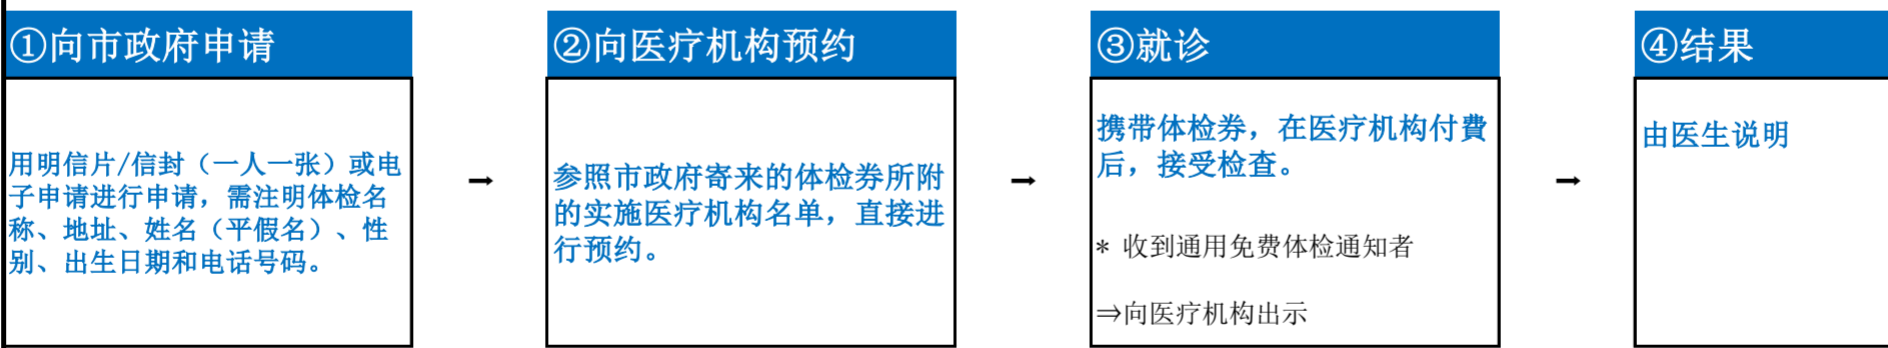 ①向市政府申请
用明信片/信封（一人一张）或电
子申请进行申请，需注明体检名
称、地址、姓名（平假名）、性
别、出生日期和电话号码。
→
②向医疗机构预约
参照市政府寄来的体检券所附
的实施医疗机构名单，直接进
行预约。
→
③就诊
携带体检券，在医疗机构付費
后，接受检查。
* 收到通用免费体检通知者
⇒向医疗机构出示
→
④结果
由医生说明